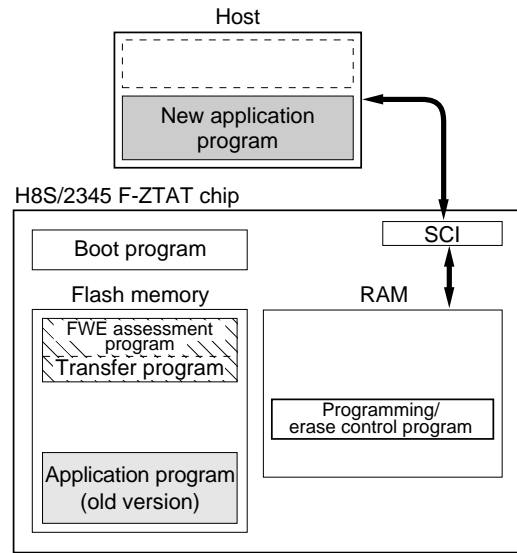 Host
New application
program
H8S/2345 F-ZTAT chip
SCI
Boot program
Flash memory
RAM
FWE assessment
program
Transfer program
Programming/
erase control program
Application program
(old version)